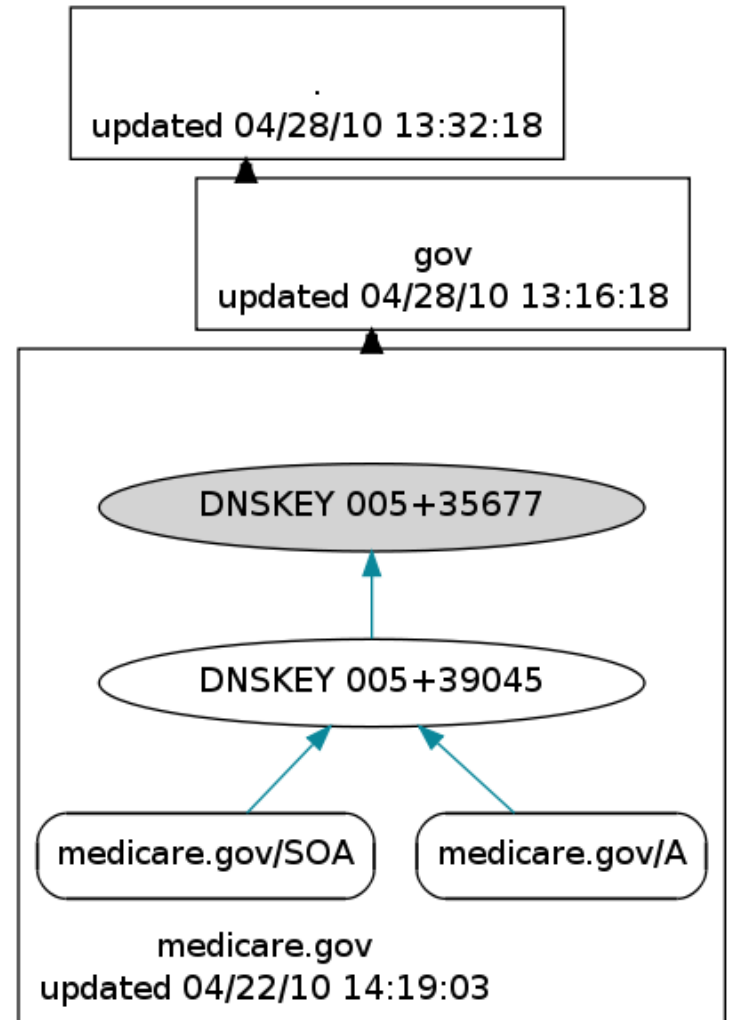 .
updated 04/28/10 13:32:18
gov
updated 04/28/10 13:16:18
DNSKEY 005+35677
DNSKEY 005+39045
medicare.gov/SOA
medicare.gov/A
medicare.gov
updated 04/22/10 14:19:03